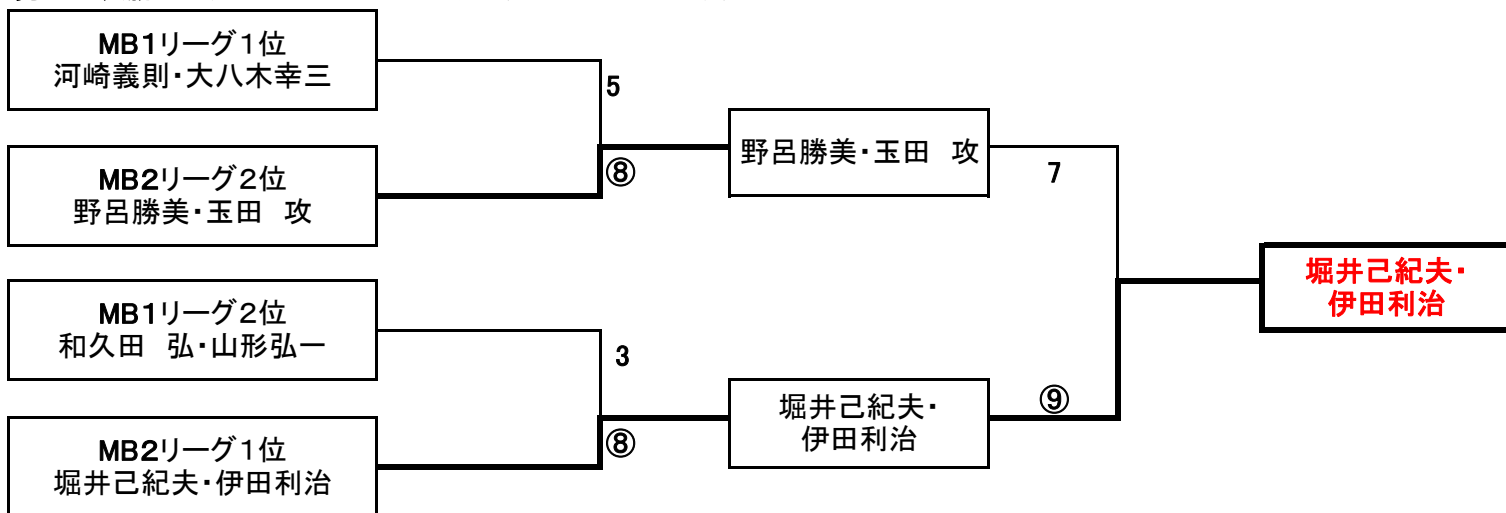 MB1リーグ1位
河崎義則・大八木幸三
5
⑧
MB2リーグ2位
野呂勝美・玉田　攻
野呂勝美・玉田　攻
7
MB1リーグ2位
和久田　弘・山形弘一
3
⑧
MB2リーグ1位
堀井己紀夫・伊田利治
堀井己紀夫・
伊田利治
⑨
堀井己紀夫・
伊田利治